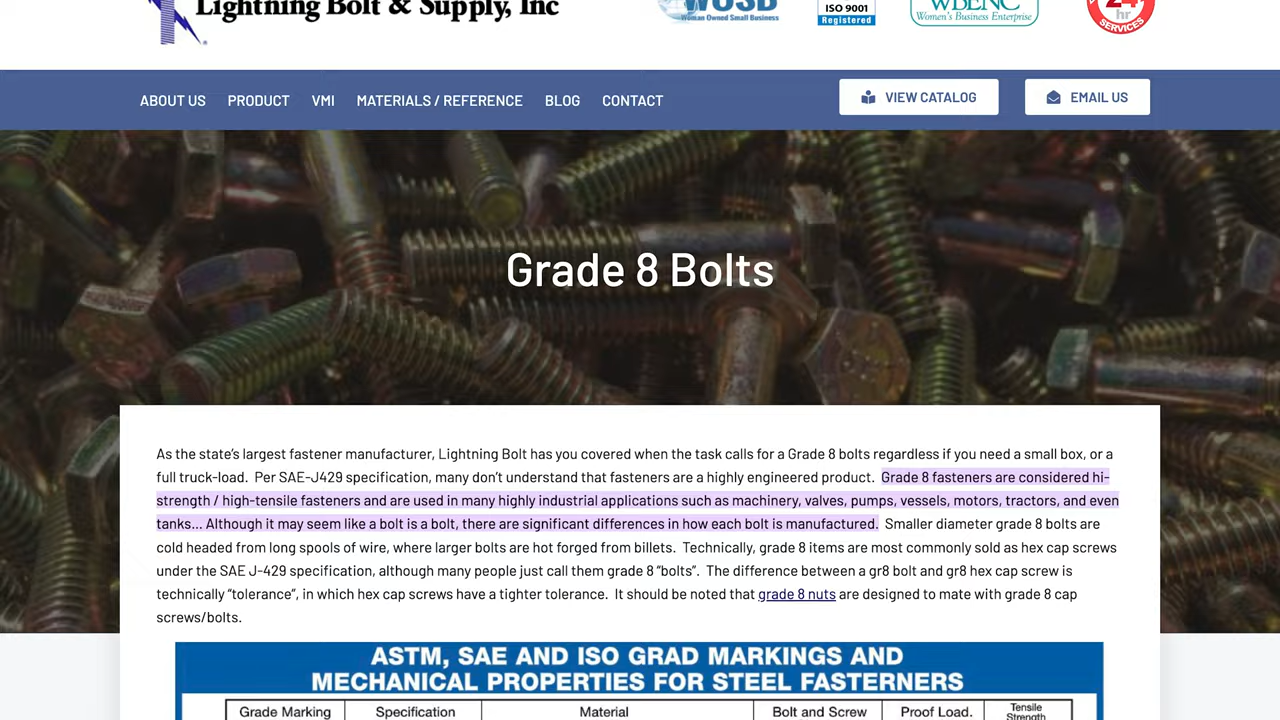 Lightning Bolt & Supply, Inc
WOSB
Woman Owned Small Business
ISO 9001
Registered
WBENC
Women's Business Enterprise
24
hr
SERVICES
ABOUT US PRODUCT VMI MATERIALS / REFERENCE BLOG CONTACT VIEW CATALOG EMAIL US
Grade 8 Bolts
As the state's largest fastener manufacturer, Lightning Bolt has you covered when the task calls for a Grade 8 bolts regardless if you need a small box, or a
full truck-load. Per SAE-J429 specification, many don't understand that fasteners are a highly engineered product. Grade 8 fasteners are considered hi-
strength / high-tensile fasteners and are used in many highly industrial applications such as machinery, valves, pumps, vessels, motors, tractors, and even
tanks... Although it may seem like a bolt is a bolt, there are significant differences in how each bolt is manufactured. Smaller diameter grade 8 bolts are
cold headed from long spools of wire, where larger bolts are hot forged from billets. Technically, grade 8 items are most commonly sold as hex cap screws
under the SAE J-429 specification, although many people just call them grade 8 "bolts". The difference between a gr8 bolt and gr8 hex cap screw is
technically "tolerance", in which hex cap screws have a tighter tolerance. It should be noted that grade 8 nuts are designed to mate with grade 8 cap
screws/bolts.
ASTM, SAE AND ISO GRAD MARKINGS AND
MECHANICAL PROPERTIES FOR STEEL FASTERNERS
Grade Marking Specification Material Bolt and Screw Proof Load. Tensile
Strength